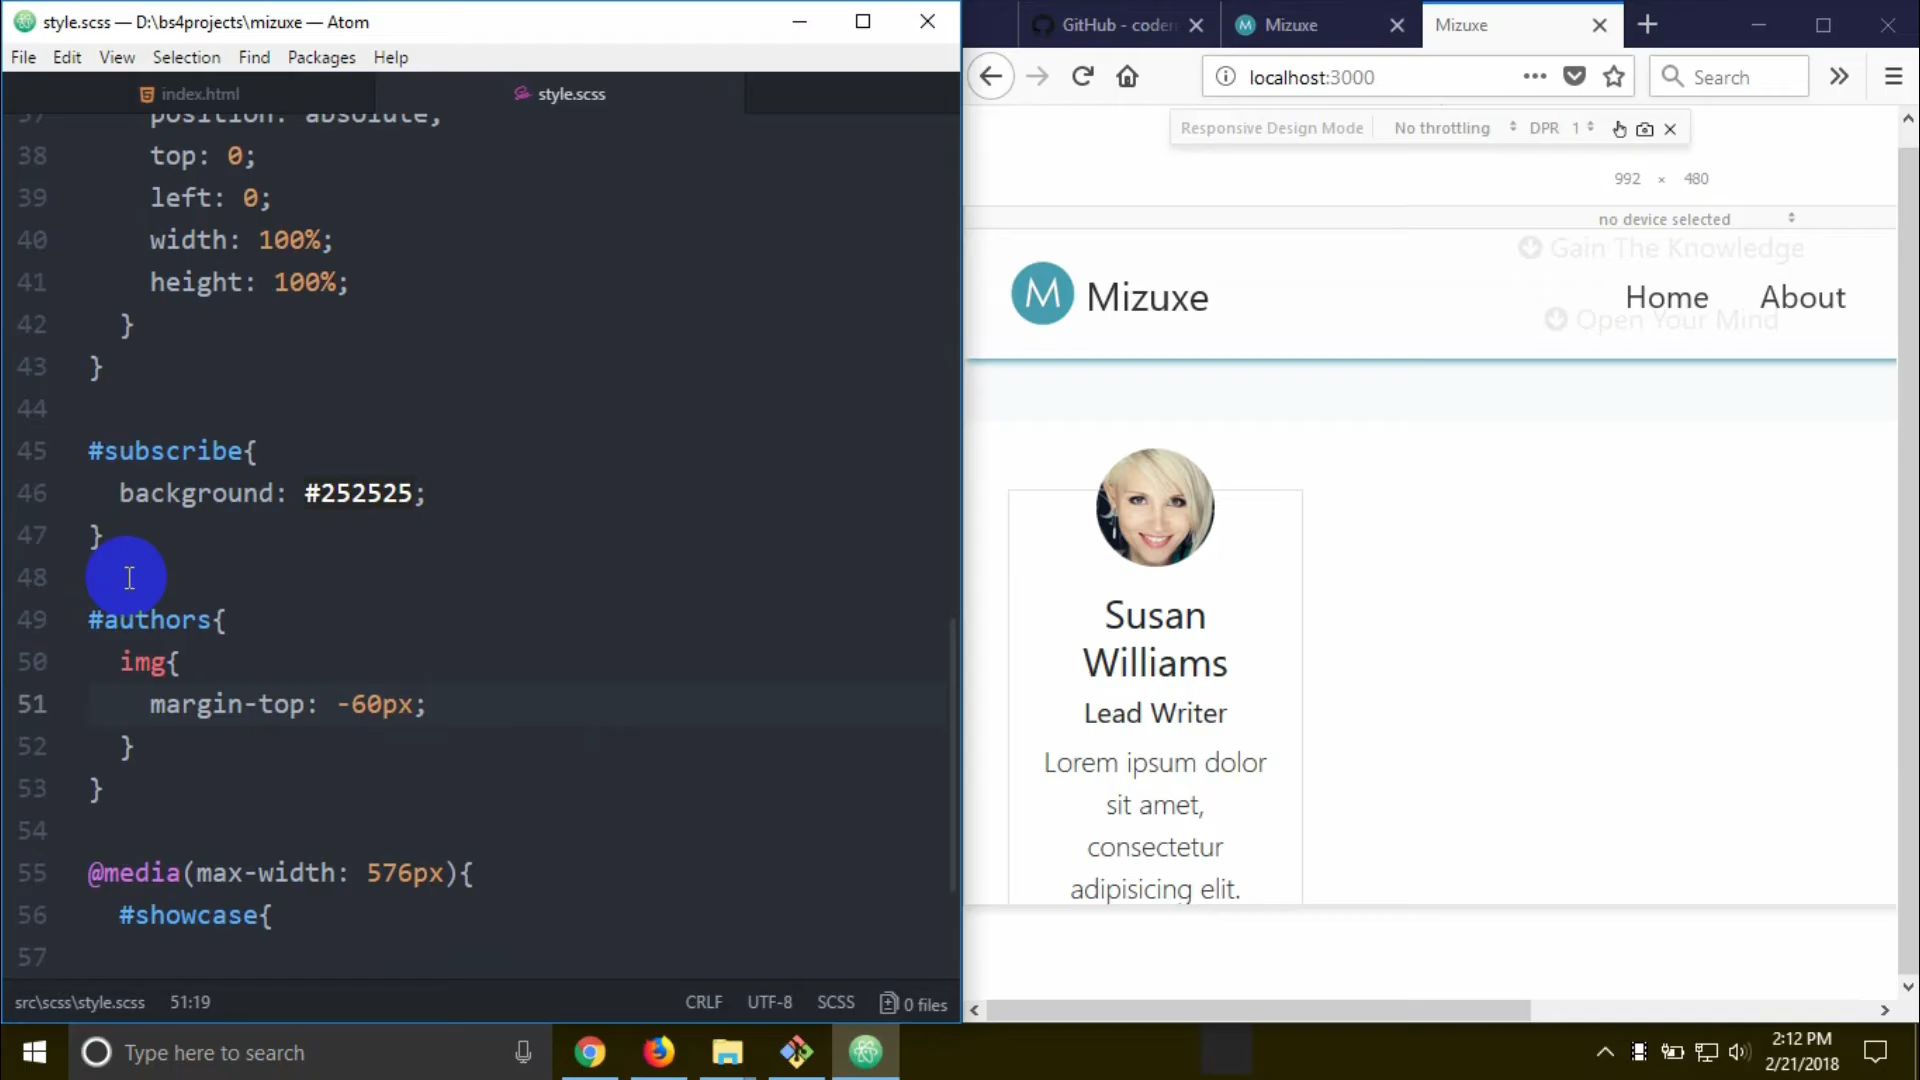 style.scss — D:\bs4projects\mizuxe — Atom
File Edit View Selection Find Packages Help
index.html
style.scss
37 position: absolute;
38 top: 0;
39 left: 0;
40 width: 100%;
41 height: 100%;
42 }
43 }
44
45 #subscribe{
46 background: #252525;
47 }
48
49 #authors{
50 img{
51 margin-top: -60px;
52 }
53 }
54
55 @media(max-width: 576px){
56 #showcase{
57
src\scss\style.scss 51:19 CRLF UTF-8 SCSS 0 files
GitHub - coder
Mizuxe
Mizuxe
localhost:3000
Search
Responsive Design Mode No throttling DPR 1
992 × 480
no device selected
Gain The Knowledge
M Mizuxe
Home About
Open Your Mind
Susan
Williams
Lead Writer
Lorem ipsum dolor
sit amet,
consectetur
adipisicing elit.
Type here to search
2:12 PM
2/21/2018